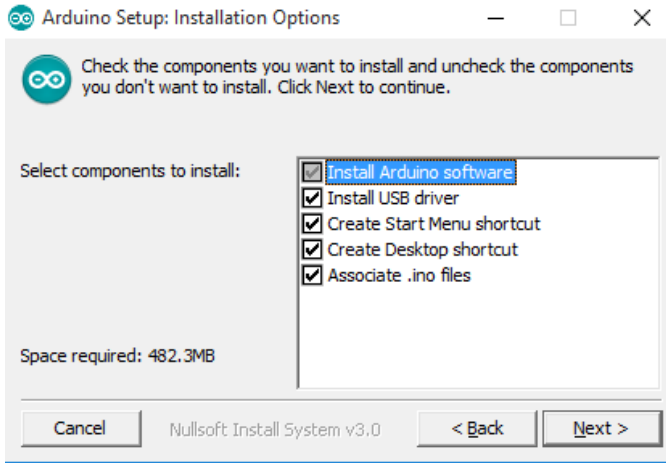 Arduino Setup: Installation Options
Check the components you want to install and uncheck the components
you don't want to install. Click Next to continue.
Select components to install:
Install Arduino software
Install USB driver
Create Start Menu shortcut
Create Desktop shortcut
Associate .ino files
Space required: 482.3MB
Cancel
Nullsoft Install System v3.0
< Back
Next >